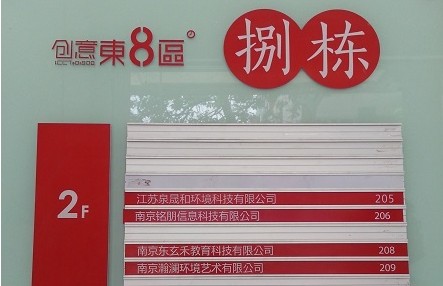 创意東8區
捌栋
2F
江苏泉晟和环境科技有限公司 205
南京铭朋信息科技有限公司 206
南京东玄禾教育科技有限公司 208
南京瀚澜环境艺术有限公司 209